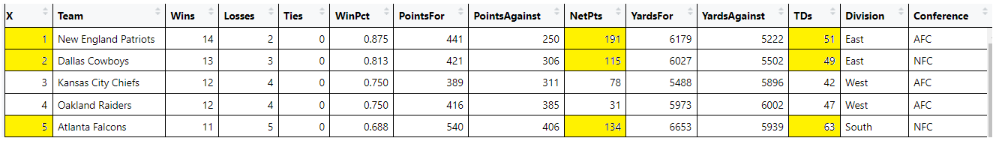 X Team Wins Losses Ties WinPct PointsFor PointsAgainst NetPts YardsFor YardsAgainst TDs Division Conference
1 New England Patriots 14 2 0 0.875 441 250 191 6179 5222 51 East AFC
2 Dallas Cowboys 13 3 0 0.813 421 306 115 6027 5502 49 East NFC
3 Kansas City Chiefs 12 4 0 0.750 389 311 78 5488 5896 42 West AFC
4 Oakland Raiders 12 4 0 0.750 416 385 31 5973 6002 47 West AFC
5 Atlanta Falcons 11 5 0 0.688 540 406 134 6653 5939 63 South NFC